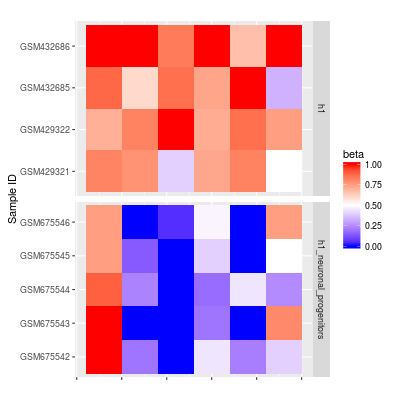 GSM432686
GSM432685
GSM429322
GSM429321
h1
GSM675546
GSM675545
GSM675544
GSM675543
GSM675542
h1_neuronal_progenitors
Sample ID
beta
1.00
0.75
0.50
0.25
0.00